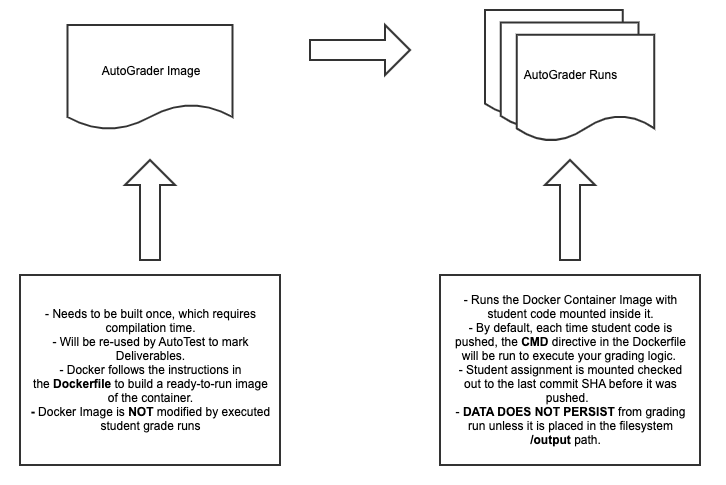 AutoGrader Image
AutoGrader Runs
- Needs to be built once, which requires
compilation time.
- Will be re-used by AutoTest to mark
Deliverables.
- Docker follows the instructions in
the Dockerfile to build a ready-to-run image
of the container.
- Docker Image is NOT modified by executed
student grade runs
- Runs the Docker Container Image with
student code mounted inside it.
- By default, each time student code is
pushed, the CMD directive in the Dockerfile
will be run to execute your grading logic.
- Student assignment is mounted checked
out to the last commit SHA before it was
pushed.
- DATA DOES NOT PERSIST from grading
run unless it is placed in the filesystem
/output path.